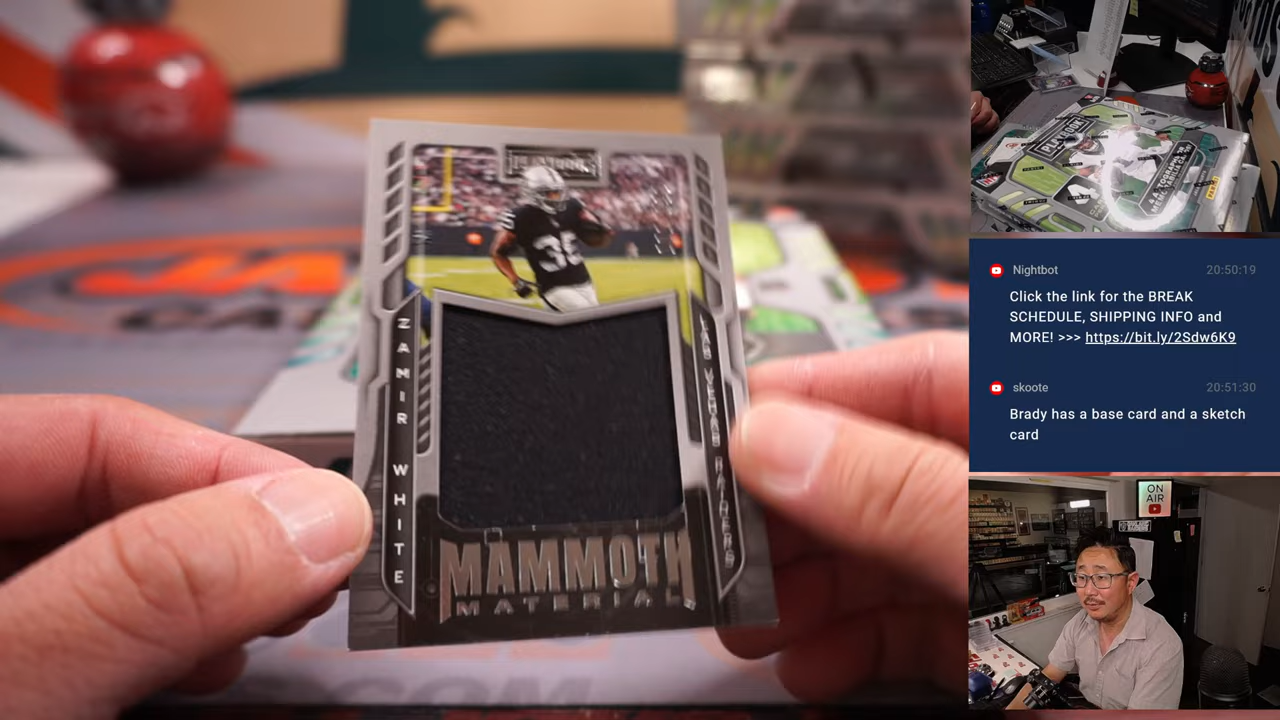 PLAYBOOK
35
ZAMIR WHITE
LAS VEGAS RAIDERS
MAMMOTH
MATERIAL
PLAYBOOK
PANINI
Nightbot
20:50:19
Click the link for the BREAK
SCHEDULE, SHIPPING INFO and
MORE! >>> https://bit.ly/2Sdw6K9
skoote
20:51:30
Brady has a base card and a sketch
card
ON
AIR